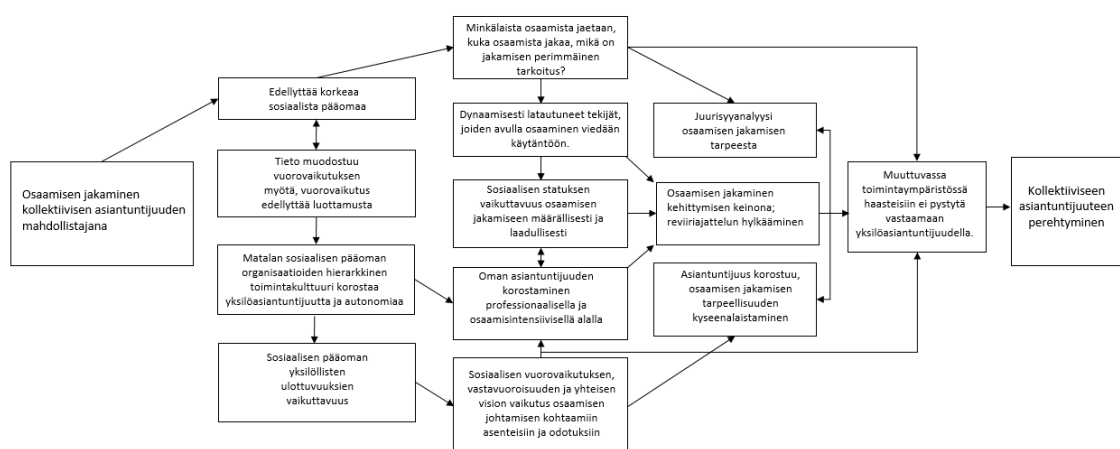 Osaamisen jakaminen
kollektiivisen asiantuntijuuden
mahdollistajana
Edellyttää korkeaa
sosiaalista pääomaa
Tieto muodostuu
vuorovaikutuksen
myötä, vuorovaikutus
edellyttää luottamusta
Matalan sosiaalisen pääoman
organisaatioiden hierarkkinen
toimintakulttuuri korostaa
yksilöasiantuntijuutta ja autonomiaa
Sosiaalisen pääoman
yksilöllisten
ulottuvuuksien
vaikuttavuus
Minkälaista osaamista jaetaan,
kuka osaamista jakaa, mikä on
jakamisen perimmäinen
tarkoitus?
Dynaamisesti latautuneet tekijät,
joiden avulla osaaminen viedään
käytäntöön.
Sosiaalisen statuksen
vaikuttavuus osaamisen
jakamiseen määrällisesti ja
laadullisesti
Oman asiantuntijuuden
korostaminen
professionaalisella ja
osaamisintensiivisellä alalla
Sosiaalisen vuorovaikutuksen,
vastavuoroisuuden ja yhteisen
vision vaikutus osaamisen
johtamisen kohtaamiin
asenteisiin ja odotuksiin
Juurisyyanalyysi
osaamisen jakamisen
tarpeesta
Osaamisen jakaminen
kehittymisen keinona;
reviiriajattelun hylkääminen
Asiantuntijuus korostuu,
osaamisen jakamisen
tarpeellisuuden
kyseenalaistaminen
Muuttuvassa
toimintaympäristössä
haasteisiin ei pystytä
vastaamaan
yksilöasiantuntijuudella.
Kollektiiviseen
asiantuntijuuteen
perehtyminen